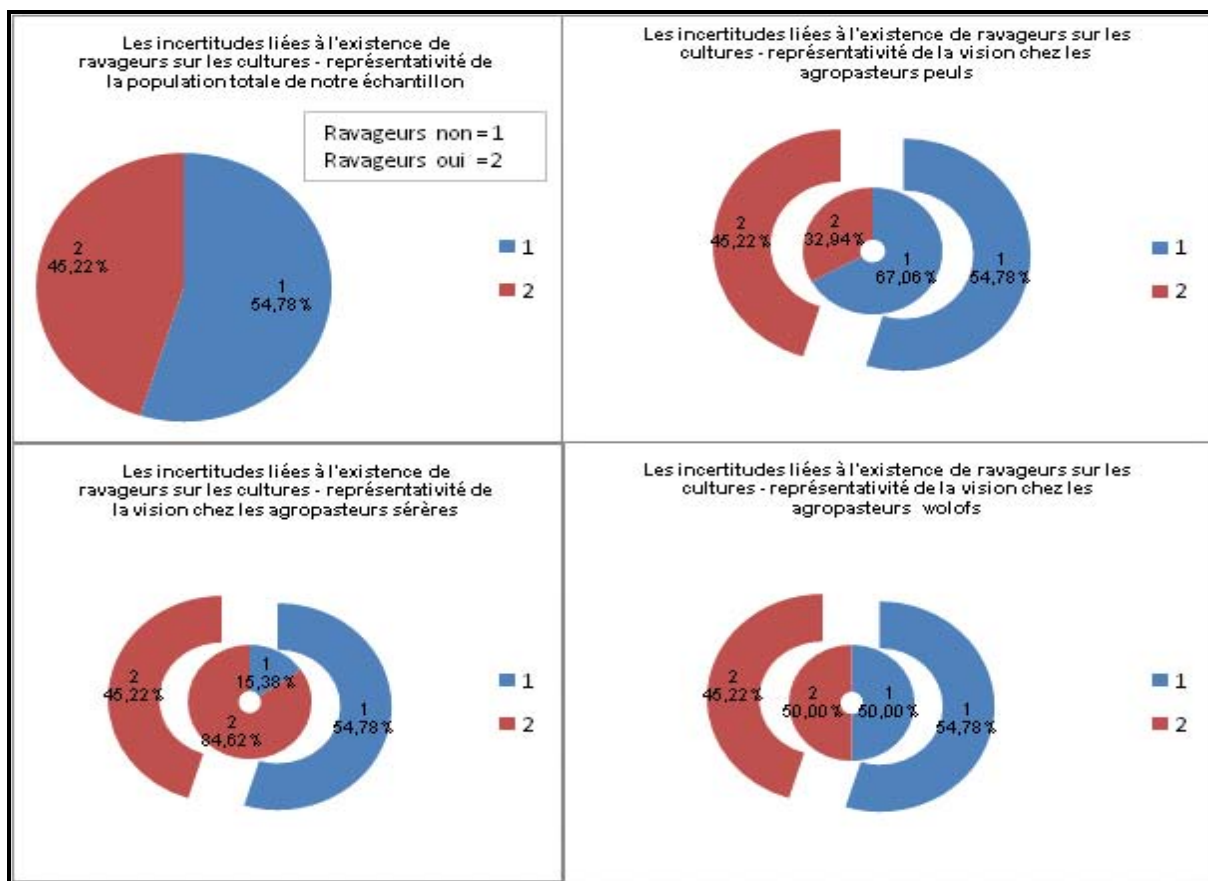 Les incertitudes liées à l'existence de
ravageurs sur les cultures - représentativité de
la population totale de notre échantillon
Ravageurs non = 1
Ravageurs oui = 2
2
45,22%
1
54,78%
1
2
Les incertitudes liées à l'existence de ravageurs sur les
cultures - représentativité de la vision chez les
agropasteurs peuls
2
45,22%
2
32,94%
1
67,06%
1
54,78%
1
2
Les incertitudes liées à l'existence de
ravageurs sur les cultures - représentativité de
la vision chez les agropasteurs sérères
2
45,22%
1
15,38%
2
84,62%
1
54,78%
1
2
Les incertitudes liées à l'existence de ravageurs sur les
cultures - représentativité de la vision chez les
agropasteurs wolofs
2
45,22%
2
50,00%
1
50,00%
1
54,78%
1
2